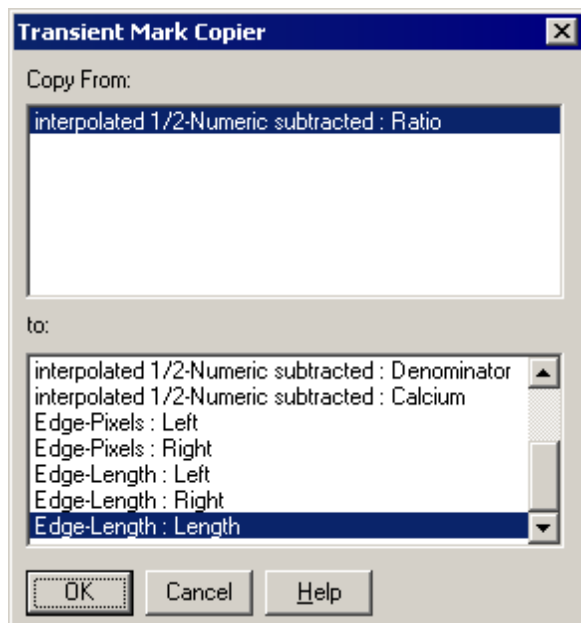 Transient Mark Copier
Copy From:
interpolated 1/2-Numeric subtracted : Ratio
to:
interpolated 1/2-Numeric subtracted : Denominator
interpolated 1/2-Numeric subtracted : Calcium
Edge-Pixels : Left
Edge-Pixels : Right
Edge-Length : Left
Edge-Length : Right
Edge-Length : Length
OK Cancel Help